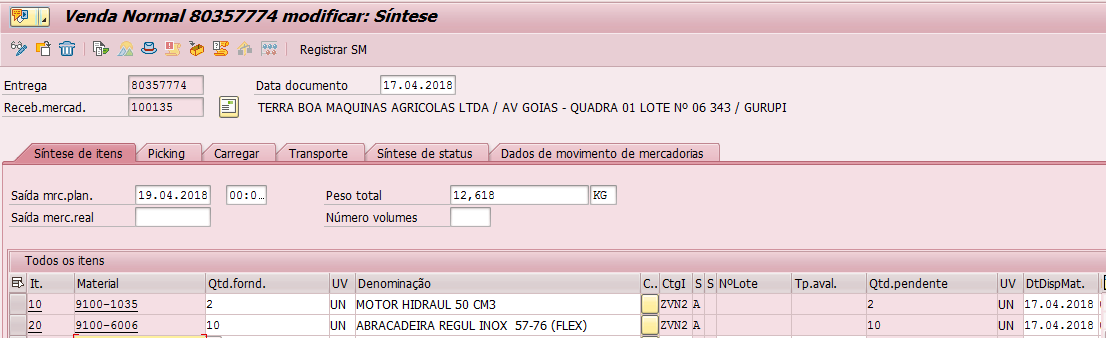 Venda Normal 80357774 modificar: Síntese
Registrar SM
Entrega 80357774 Data documento 17.04.2018
Receb.mercad. 100135 TERRA BOA MAQUINAS AGRICOLAS LTDA / AV GOIAS - QUADRA 01 LOTE Nº 06 343 / GURUPI
Síntese de itens Picking Carregar Transporte Síntese de status Dados de movimento de mercadorias
Saída mrc.plan. 19.04.2018 00:0… Peso total 12,618 KG
Saída merc.real Número volumes
Todos os itens
It. Material Qtd.fornd. UV Denominação C.. CtgI S S NºLote Tp.aval. Qtd.pendente UV DtDispMat.
10 9100-1035 2 UN MOTOR HIDRAUL 50 CM3 ZVN2 A 2 UN 17.04.2018
20 9100-6006 10 UN ABRACADEIRA REGUL INOX 57-76 (FLEX) ZVN2 A 10 UN 17.04.2018